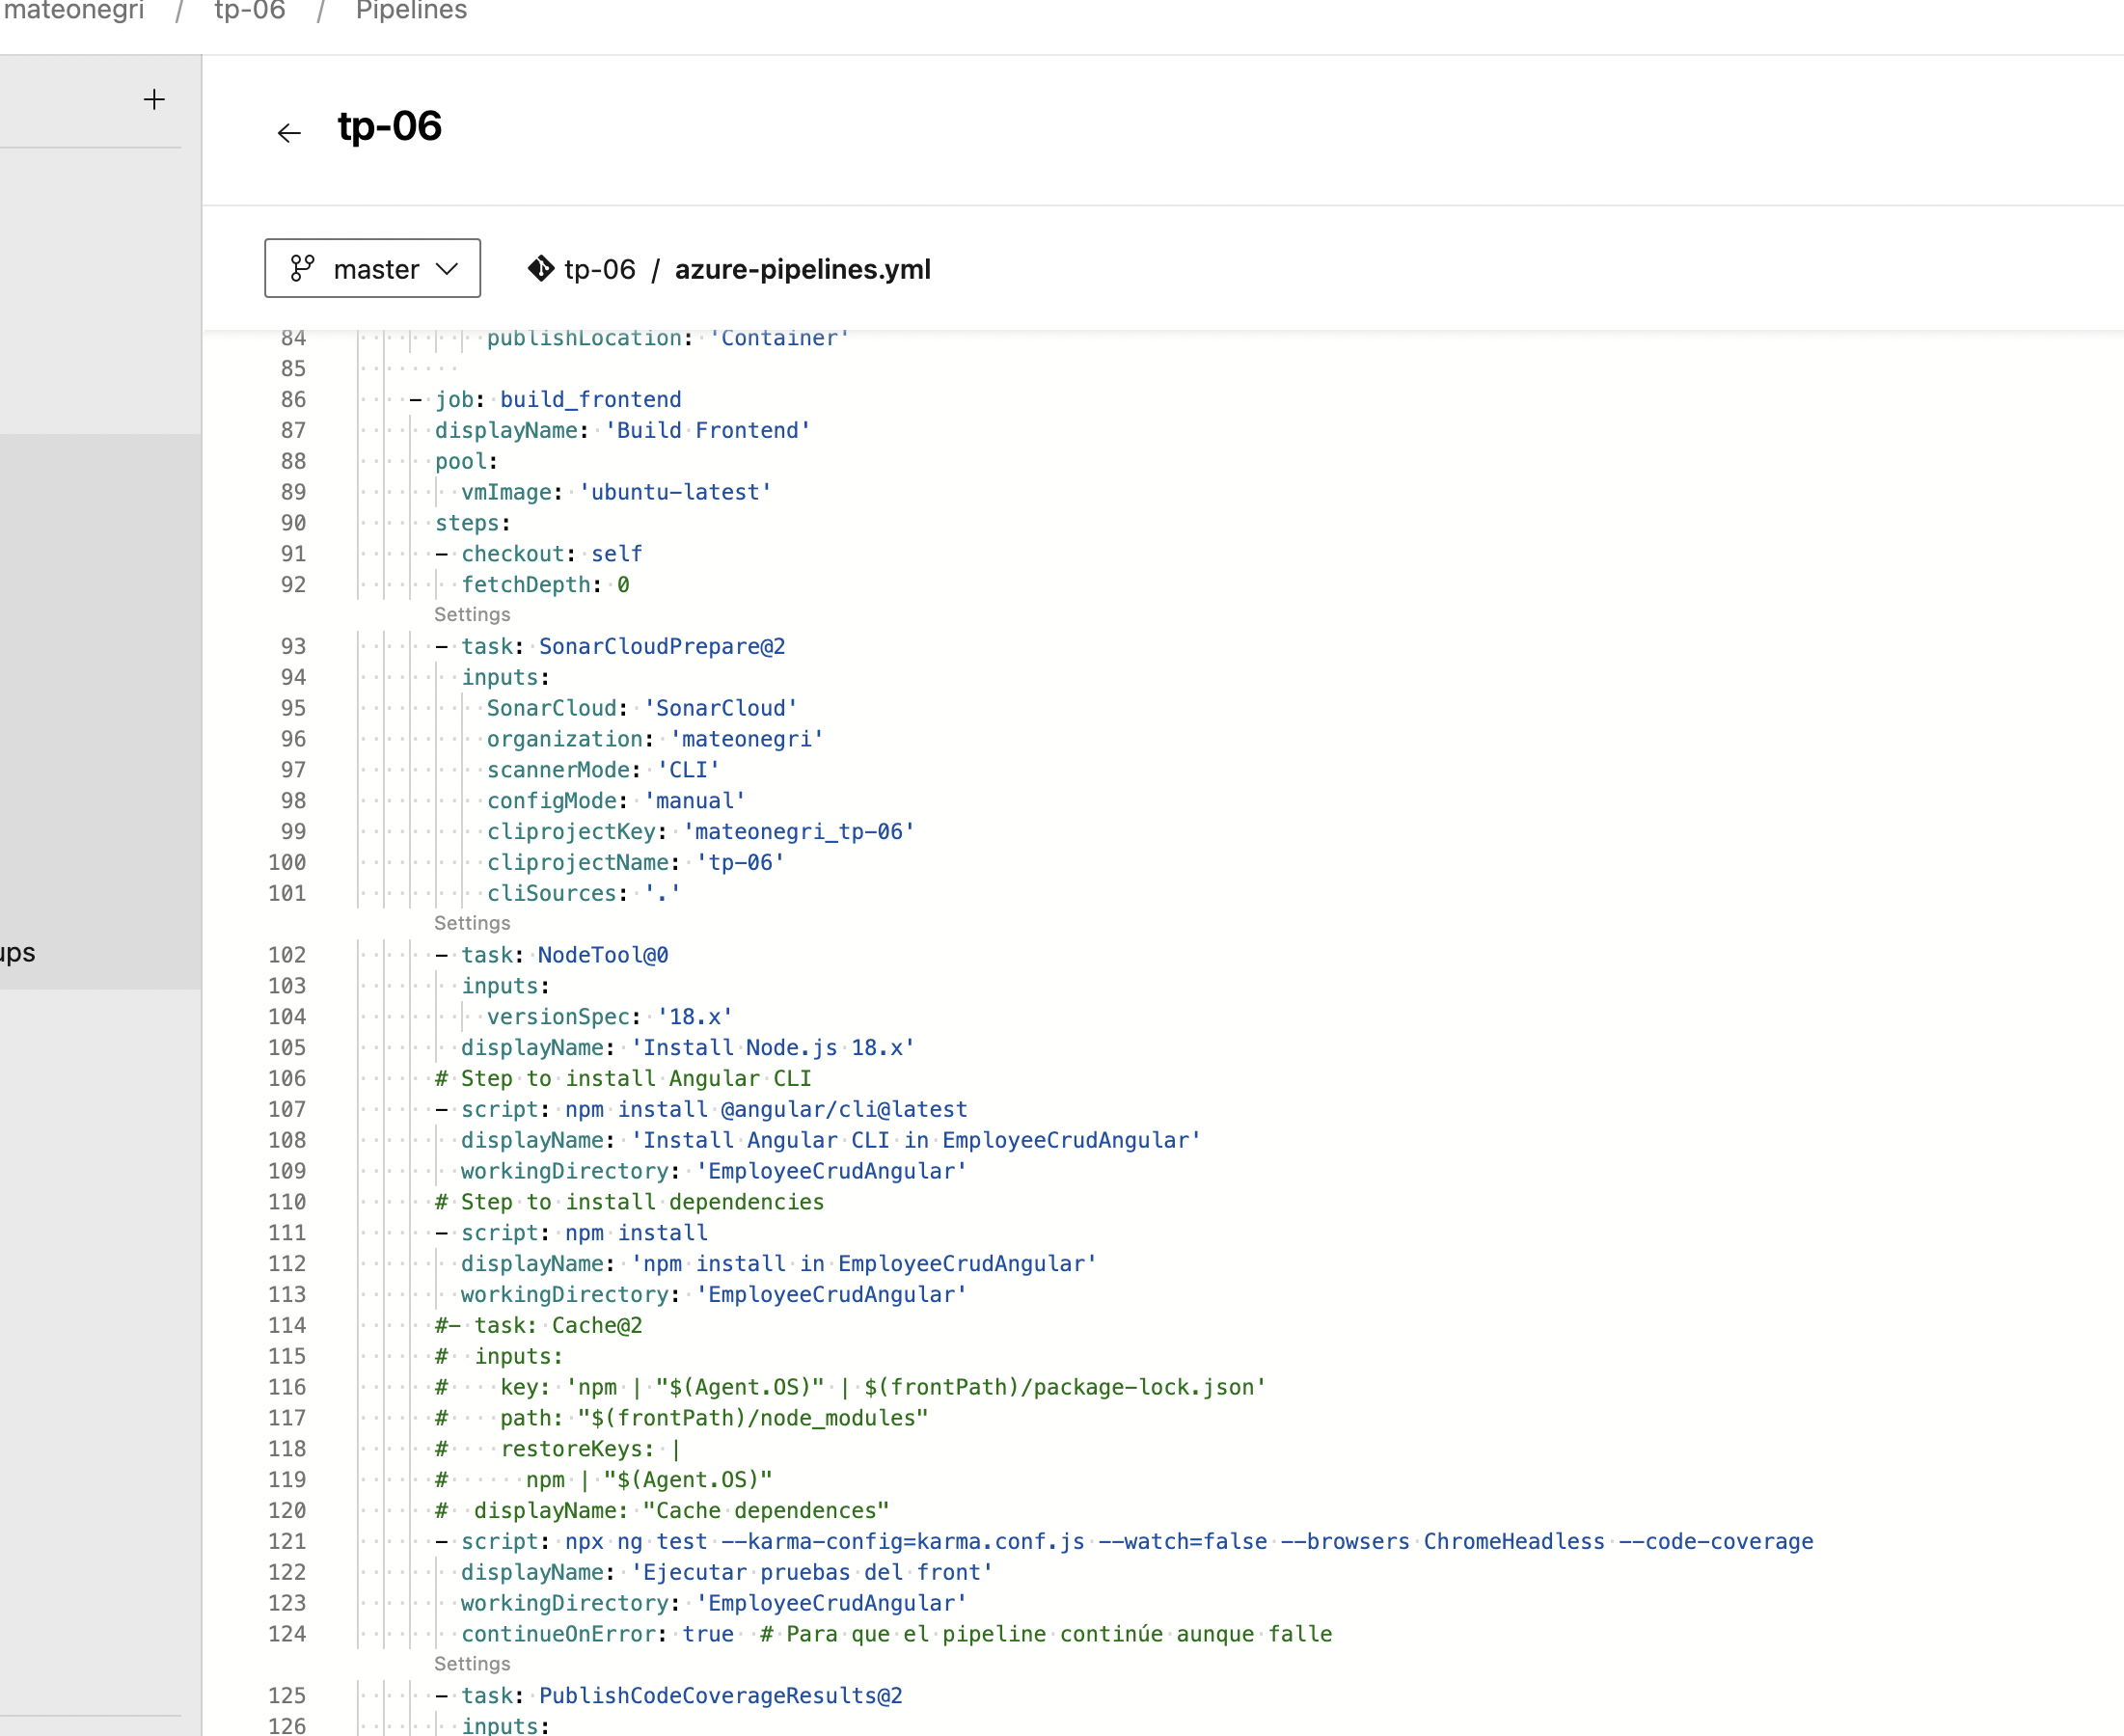 mateonegri / tp-06 / Pipelines
+
ups
← tp-06
master
tp-06 / azure-pipelines.yml
84 publishLocation: 'Container'
85
86 - job: build_frontend
87 displayName: 'Build Frontend'
88 pool:
89 vmImage: 'ubuntu-latest'
90 steps:
91 - checkout: self
92 fetchDepth: 0
Settings
93 - task: SonarCloudPrepare@2
94 inputs:
95 SonarCloud: 'SonarCloud'
96 organization: 'mateonegri'
97 scannerMode: 'CLI'
98 configMode: 'manual'
99 cliprojectKey: 'mateonegri_tp-06'
100 cliprojectName: 'tp-06'
101 cliSources: '.'
Settings
102 - task: NodeTool@0
103 inputs:
104 versionSpec: '18.x'
105 displayName: 'Install Node.js 18.x'
106 # Step to install Angular CLI
107 - script: npm install @angular/cli@latest
108 displayName: 'Install Angular CLI in EmployeeCrudAngular'
109 workingDirectory: 'EmployeeCrudAngular'
110 # Step to install dependencies
111 - script: npm install
112 displayName: 'npm install in EmployeeCrudAngular'
113 workingDirectory: 'EmployeeCrudAngular'
114 #- task: Cache@2
115 # inputs:
116 # key: 'npm | "$(Agent.OS)" | $(frontPath)/package-lock.json'
117 # path: "$(frontPath)/node_modules"
118 # restoreKeys: |
119 # npm | "$(Agent.OS)"
120 # displayName: "Cache dependences"
121 - script: npx ng test --karma-config=karma.conf.js --watch=false --browsers ChromeHeadless --code-coverage
122 displayName: 'Ejecutar pruebas del front'
123 workingDirectory: 'EmployeeCrudAngular'
124 continueOnError: true # Para que el pipeline continúe aunque falle
Settings
125 - task: PublishCodeCoverageResults@2
126 inputs: